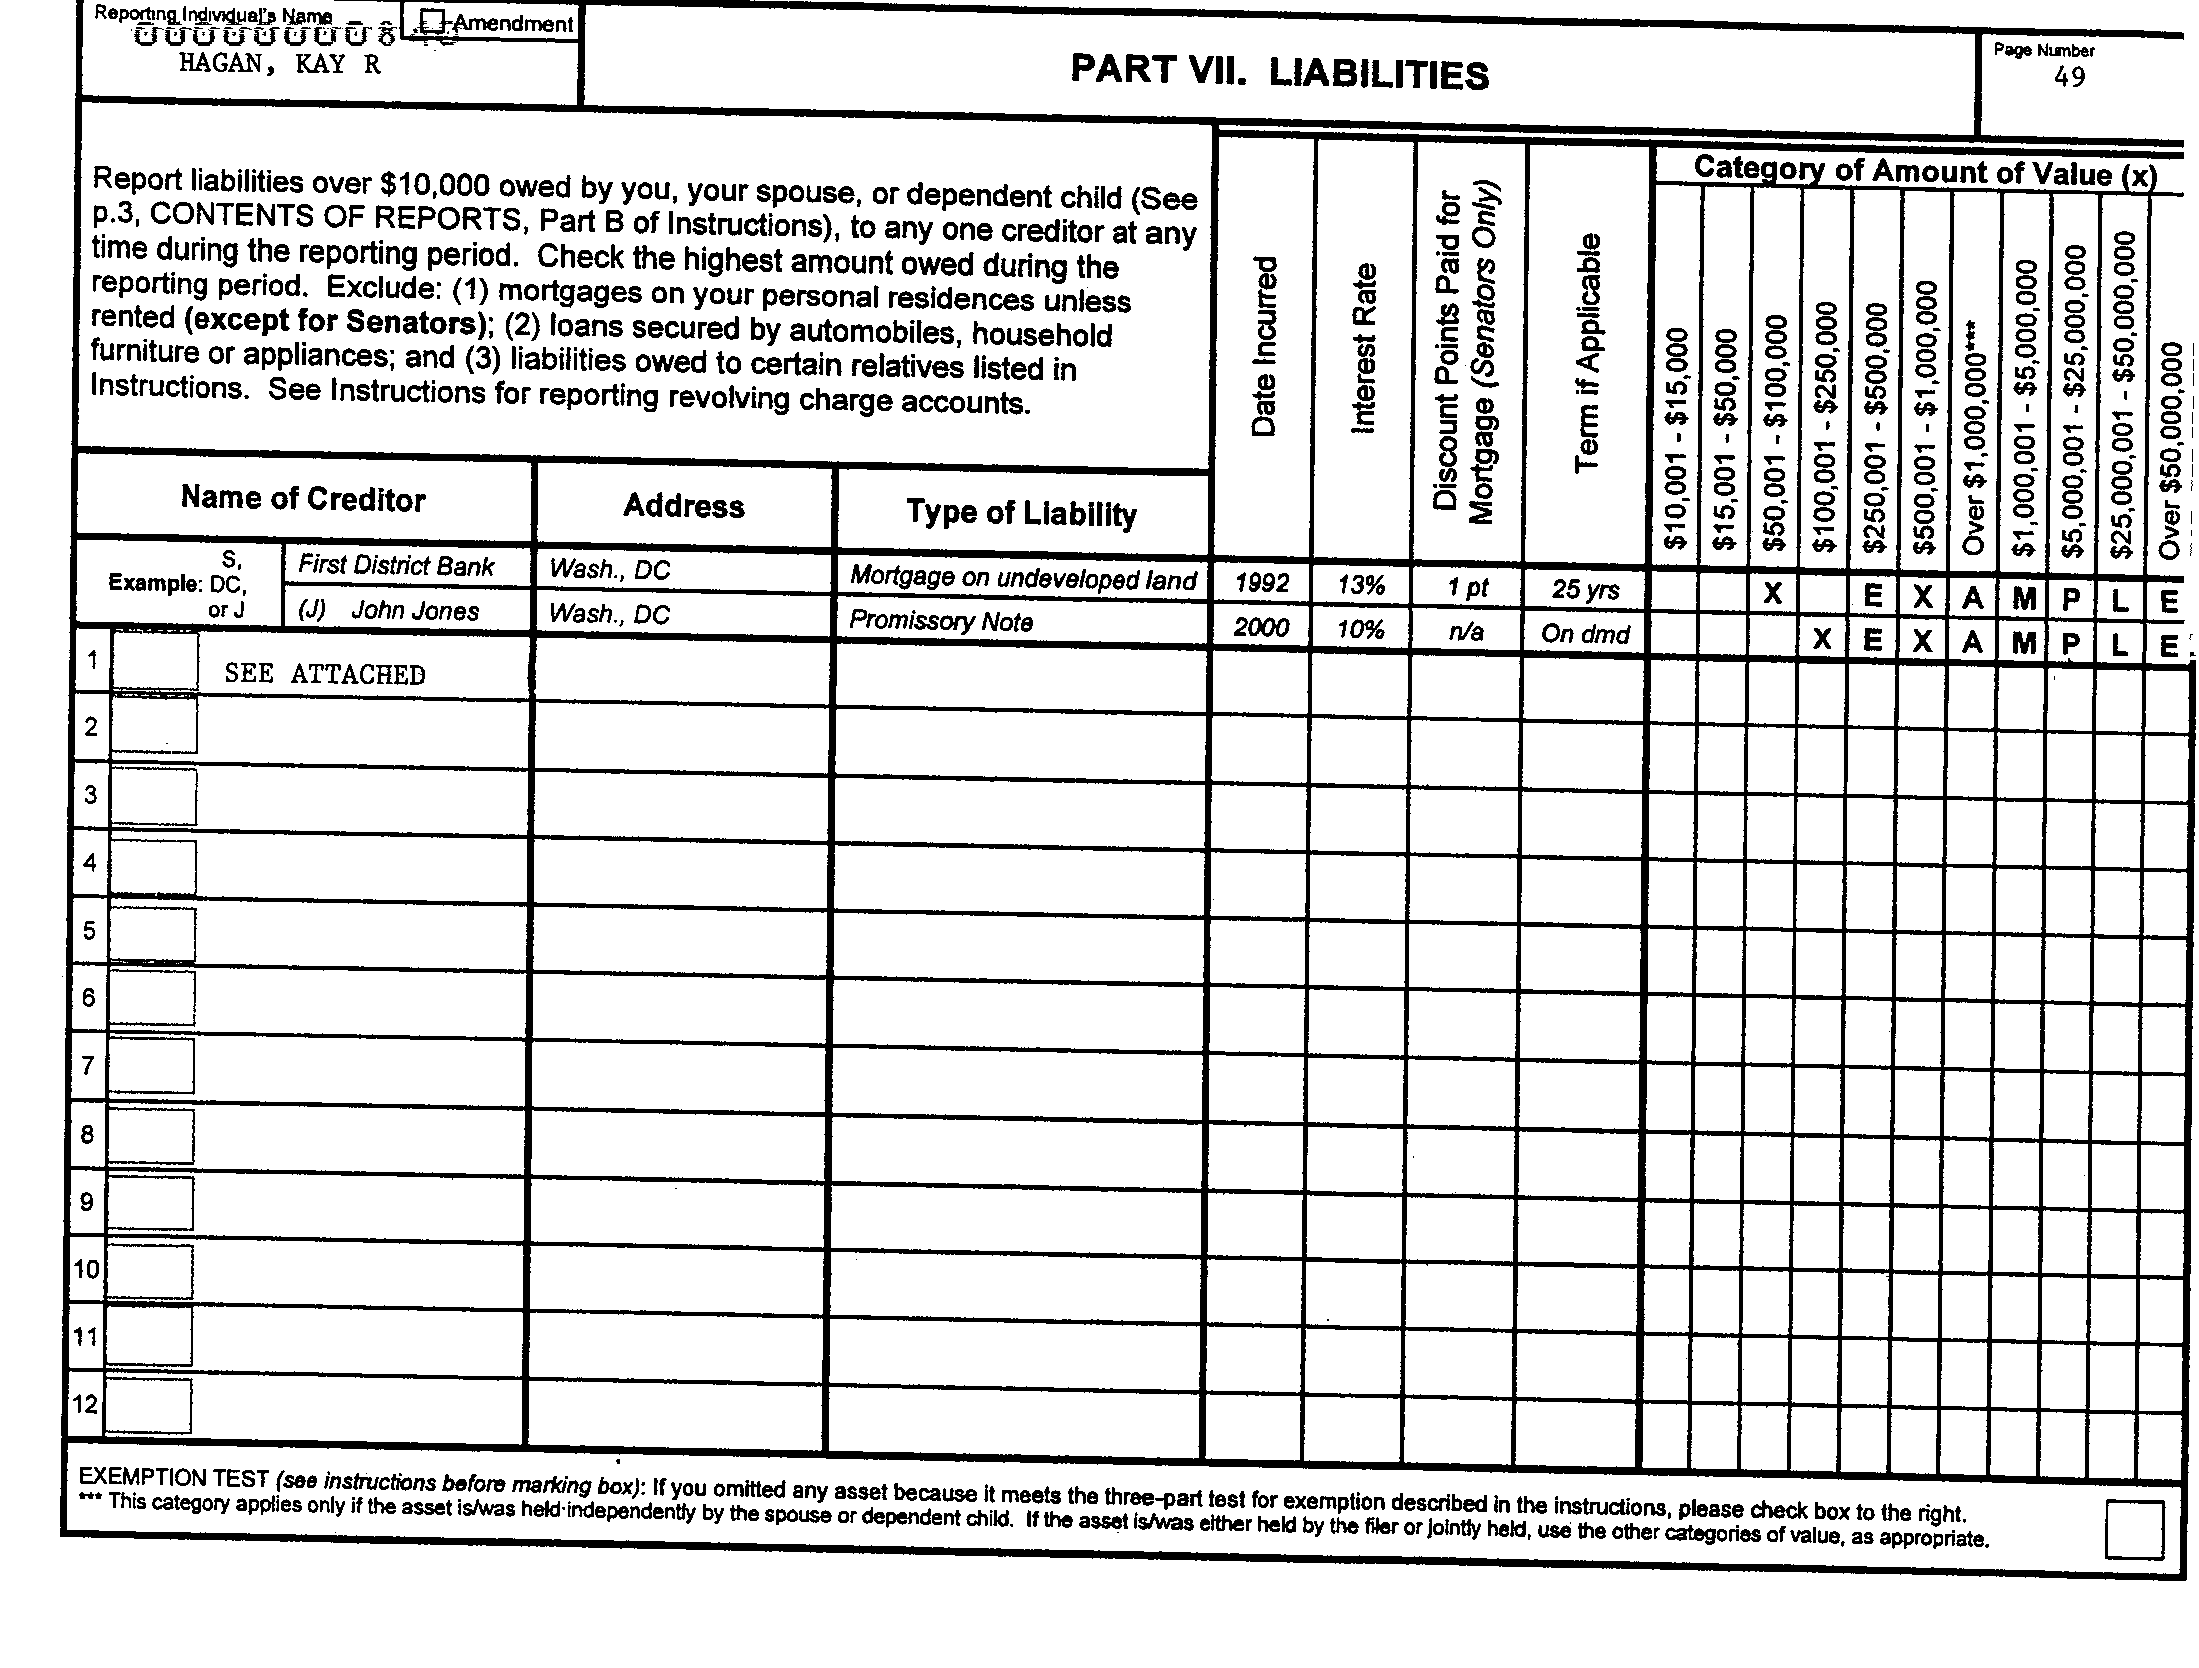 Reporting Individual's Name
Amendment
HAGAN, KAY R
PART VII. LIABILITIES
Page Number
49
Report liabilities over $10,000 owed by you, your spouse, or dependent child (See
p.3, CONTENTS OF REPORTS, Part B of Instructions), to any one creditor at any
time during the reporting period. Check the highest amount owed during the
reporting period. Exclude: (1) mortgages on your personal residences unless
rented (except for Senators); (2) loans secured by automobiles, household
furniture or appliances; and (3) liabilities owed to certain relatives listed in
Instructions. See Instructions for reporting revolving charge accounts.
Date Incurred
Interest Rate
Discount Points Paid for
Mortgage (Senators Only)
Term if Applicable
Category of Amount of Value (x)
$10,001 - $15,000
$15,001 - $50,000
$50,001 - $100,000
$100,001 - $250,000
$250,001 - $500,000
$500,001 - $1,000,000
Over $1,000,000***
$1,000,001 - $5,000,000
$5,000,001 - $25,000,000
$25,000,001 - $50,000,000
Over $50,000,000
Name of Creditor
Address
Type of Liability
Example:
S,
DC,
or J
First District Bank Wash., DC Mortgage on undeveloped land 1992 13% 1 pt 25 yrs X E X A M P L E
(J) John Jones Wash., DC Promissory Note 2000 10% n/a On dmd X E X A M P L E
1 SEE ATTACHED
2
3
4
5
6
7
8
9
10
11
12
EXEMPTION TEST (see instructions before marking box): If you omitted any asset because it meets the three-part test for exemption described in the instructions, please check box to the right.
*** This category applies only if the asset is/was held independently by the spouse or dependent child. If the asset is/was either held by the filer or jointly held, use the other categories of value, as appropriate.